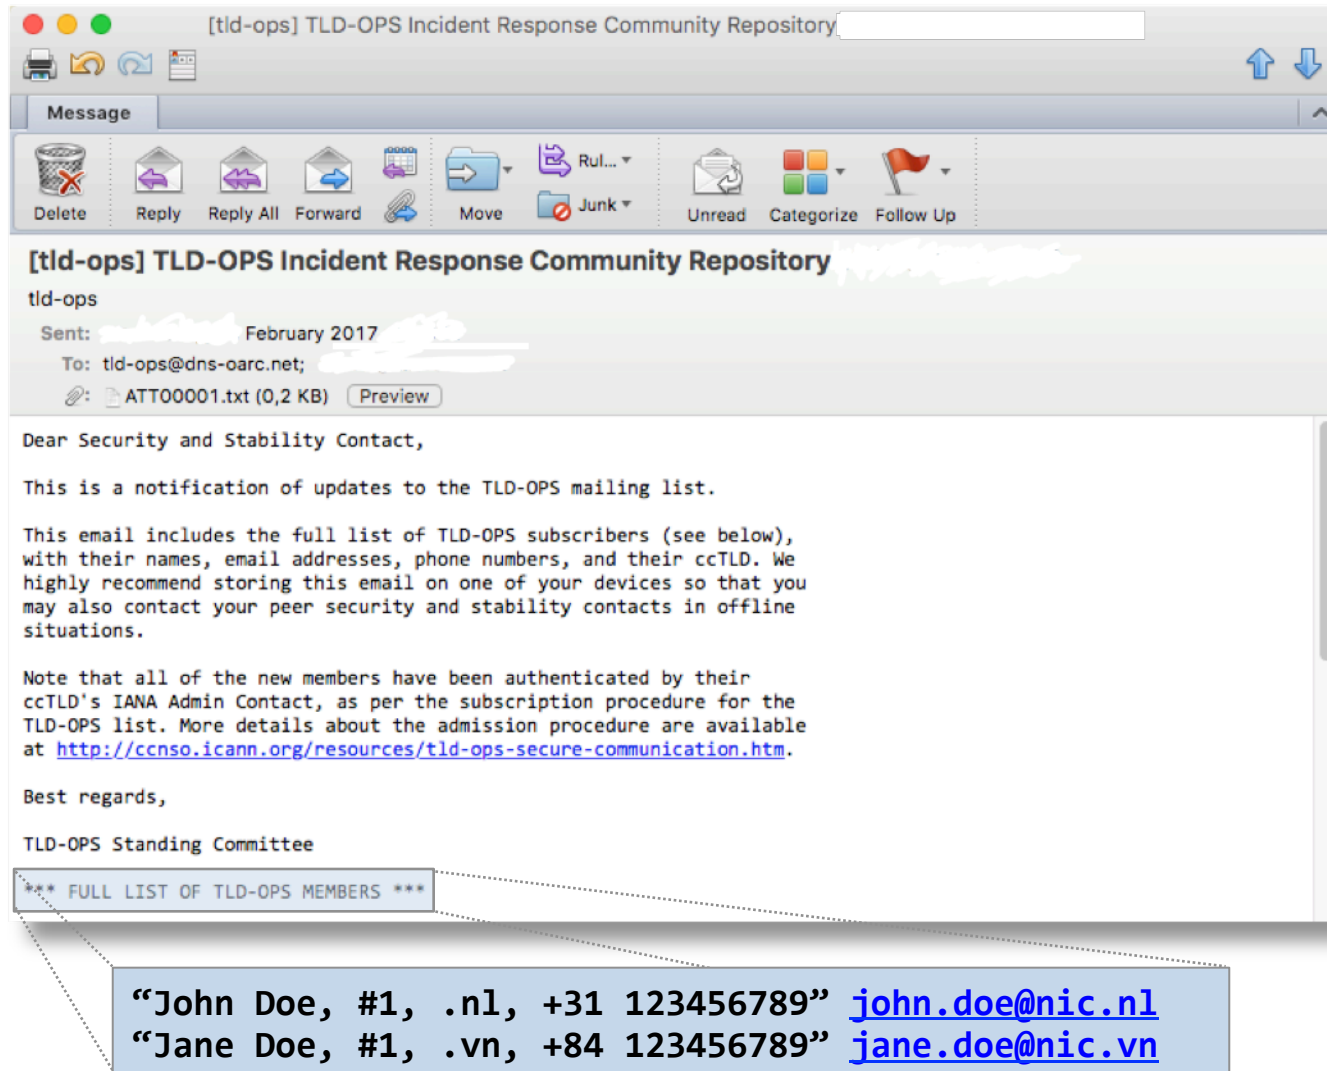 [tld-ops] TLD-OPS Incident Response Community Repository
Message
Delete
Reply
Reply All
Forward
Move
Rul...
Junk
Unread
Categorize
Follow Up
[tld-ops] TLD-OPS Incident Response Community Repository
tld-ops
Sent: February 2017
To: tld-ops@dns-oarc.net;
ATT00001.txt (0,2 KB) Preview
Dear Security and Stability Contact,
This is a notification of updates to the TLD-OPS mailing list.
This email includes the full list of TLD-OPS subscribers (see below),
with their names, email addresses, phone numbers, and their ccTLD. We
highly recommend storing this email on one of your devices so that you
may also contact your peer security and stability contacts in offline
situations.
Note that all of the new members have been authenticated by their
ccTLD's IANA Admin Contact, as per the subscription procedure for the
TLD-OPS list. More details about the admission procedure are available
at http://ccnso.icann.org/resources/tld-ops-secure-communication.htm.
Best regards,
TLD-OPS Standing Committee
*** FULL LIST OF TLD-OPS MEMBERS ***
“John Doe, #1, .nl, +31 123456789” john.doe@nic.nl
“Jane Doe, #1, .vn, +84 123456789” jane.doe@nic.vn